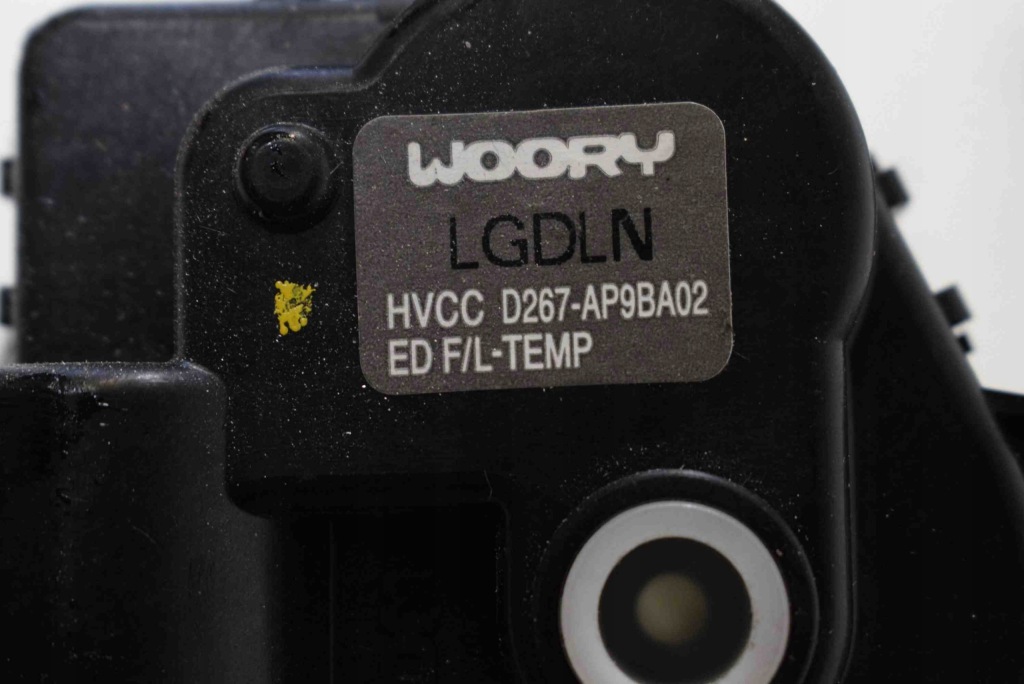 WOORY
LGDLN
HVCC D267-AP9BA02
ED F/L-TEMP